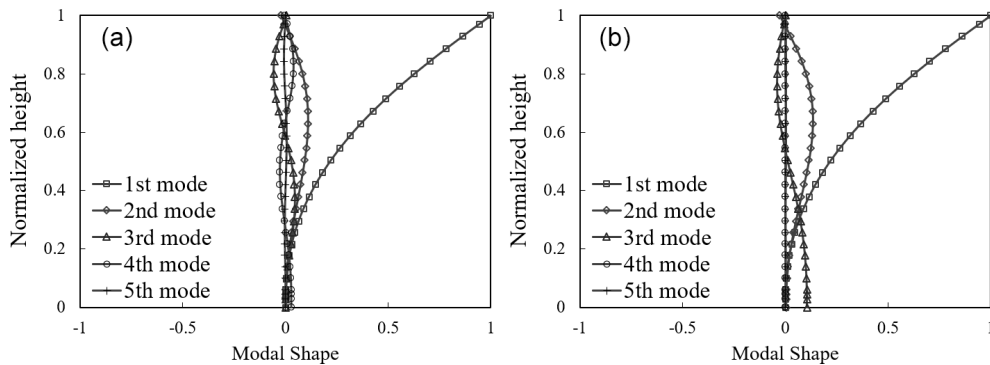 (a)
Normalized height
1
0.8
0.6
0.4
0.2
0
1st mode
2nd mode
3rd mode
4th mode
5th mode
-1 -0.5 0 0.5 1
Modal Shape
(b)
Normalized height
1
0.8
0.6
0.4
0.2
0
1st mode
2nd mode
3rd mode
4th mode
5th mode
-1 -0.5 0 0.5 1
Modal Shape